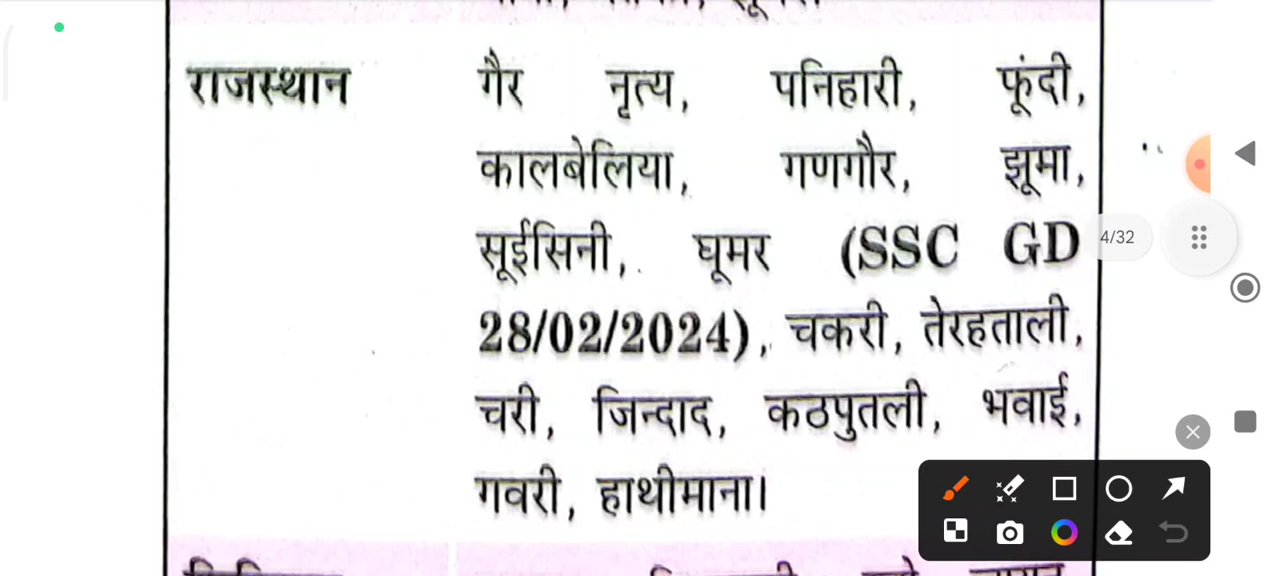 राजस्थान गैर नृत्य, पनिहारी, फूंदी,
कालबेलिया, गणगौर, झूमा,
सूईसिनी, घूमर (SSC GD
4/32
28/02/2024), चकरी, तेरहताली,
चरी, जिन्दाद, कठपुतली, भवाई,
गवरी, हाथीमाना।